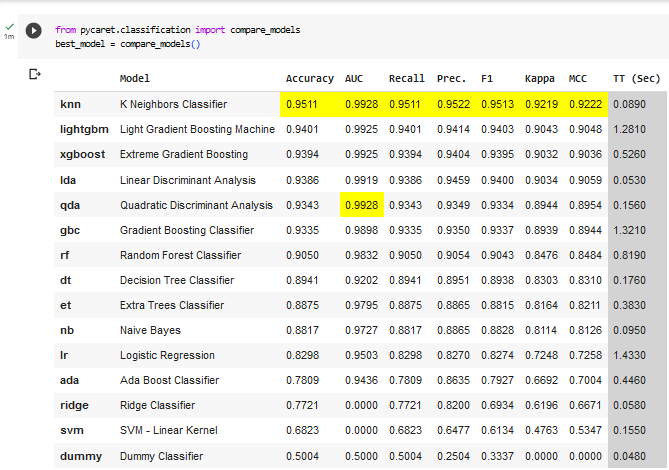 from pycaret.classification import compare_models
1m best_model = compare_models()
Model Accuracy AUC Recall Prec. F1 Kappa MCC TT (Sec)
knn K Neighbors Classifier 0.9511 0.9928 0.9511 0.9522 0.9513 0.9219 0.9222 0.0890
lightgbm Light Gradient Boosting Machine 0.9401 0.9925 0.9401 0.9414 0.9403 0.9043 0.9048 1.2810
xgboost Extreme Gradient Boosting 0.9394 0.9925 0.9394 0.9404 0.9395 0.9032 0.9036 0.5260
lda Linear Discriminant Analysis 0.9386 0.9919 0.9386 0.9459 0.9400 0.9034 0.9059 0.0530
qda Quadratic Discriminant Analysis 0.9343 0.9928 0.9343 0.9349 0.9334 0.8944 0.8954 0.1560
gbc Gradient Boosting Classifier 0.9335 0.9898 0.9335 0.9350 0.9337 0.8939 0.8944 1.3210
rf Random Forest Classifier 0.9050 0.9832 0.9050 0.9054 0.9043 0.8476 0.8484 0.8190
dt Decision Tree Classifier 0.8941 0.9202 0.8941 0.8951 0.8938 0.8303 0.8310 0.1760
et Extra Trees Classifier 0.8875 0.9795 0.8875 0.8865 0.8815 0.8164 0.8211 0.3830
nb Naive Bayes 0.8817 0.9727 0.8817 0.8865 0.8828 0.8114 0.8126 0.0950
lr Logistic Regression 0.8298 0.9503 0.8298 0.8270 0.8274 0.7248 0.7258 1.4330
ada Ada Boost Classifier 0.7809 0.9436 0.7809 0.8635 0.7927 0.6692 0.7004 0.4460
ridge Ridge Classifier 0.7721 0.0000 0.7721 0.8200 0.6934 0.6196 0.6671 0.0580
svm SVM - Linear Kernel 0.6823 0.0000 0.6823 0.6477 0.6134 0.4763 0.5347 0.1550
dummy Dummy Classifier 0.5004 0.5000 0.5004 0.2504 0.3337 0.0000 0.0000 0.0480